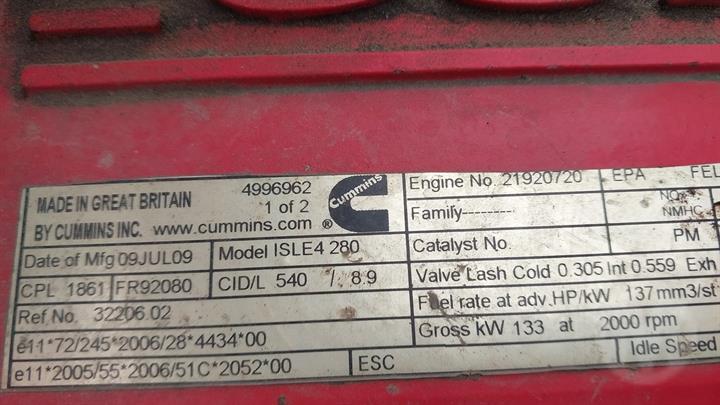 MADE IN GREAT BRITAIN 4996962
1 of 2
BY CUMMINS INC. www.cummins.com ®
Cummins
Date of Mfg 09JUL09 Model ISLE4 280
CPL 1861 FR92080 CID/L 540 / 8.9
Ref No. 32206.02
e11*72/245*2006/28*4434*00
e11*2005/55*2006/51C*2052*00 ESC
Engine No. 21920720 EPA FEL
Family-------- NOx
NMHC
Catalyst No. PM
Valve Lash Cold 0.305 Int 0.559 Exh
Fuel rate at adv.HP/kW 137mm3/st
Gross kW 133 at 2000 rpm
Idle Speed